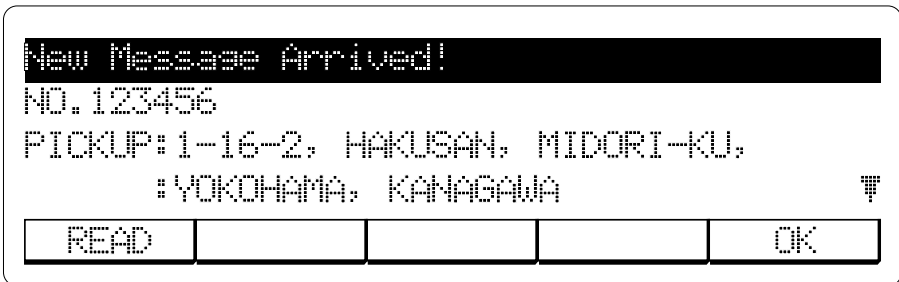 New Message Arrived!
NO.123456
PICKUP:1-16-2, HAKUSAN, MIDORI-KU,
:YOKOHAMA, KANAGAWA
READ OK